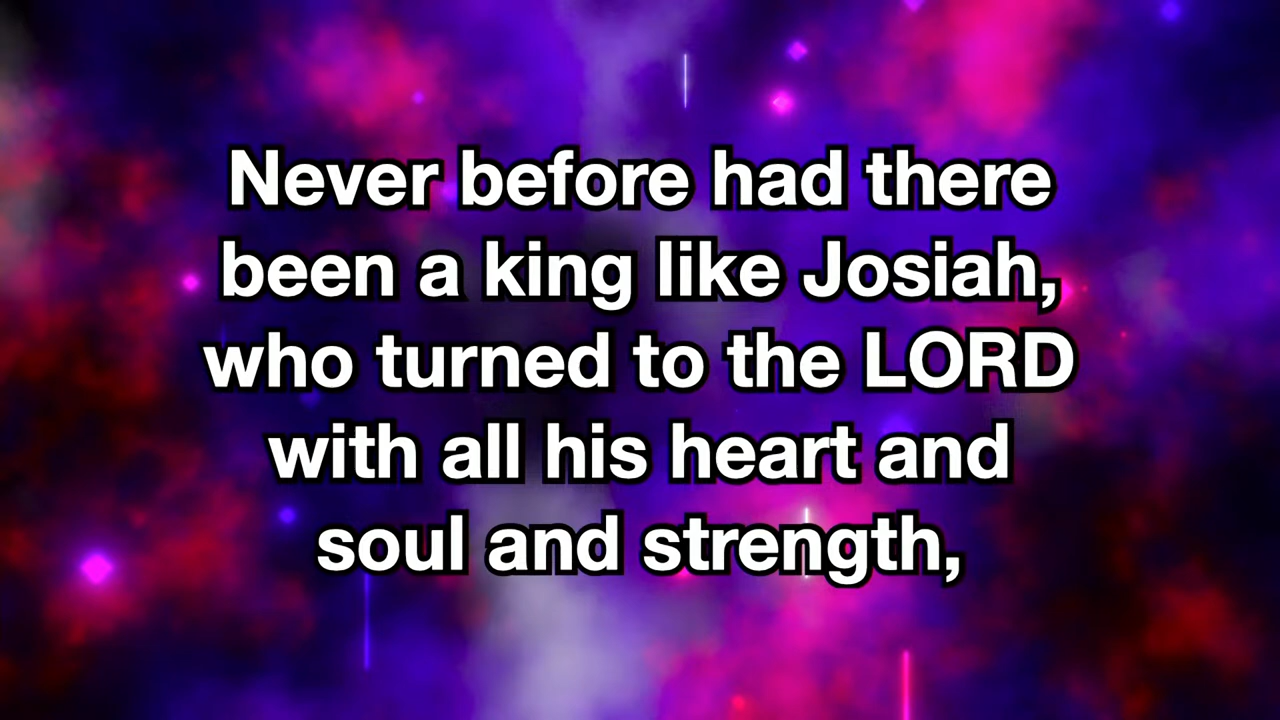 Never before had there
been a king like Josiah,
who turned to the LORD
with all his heart and
soul and strength,